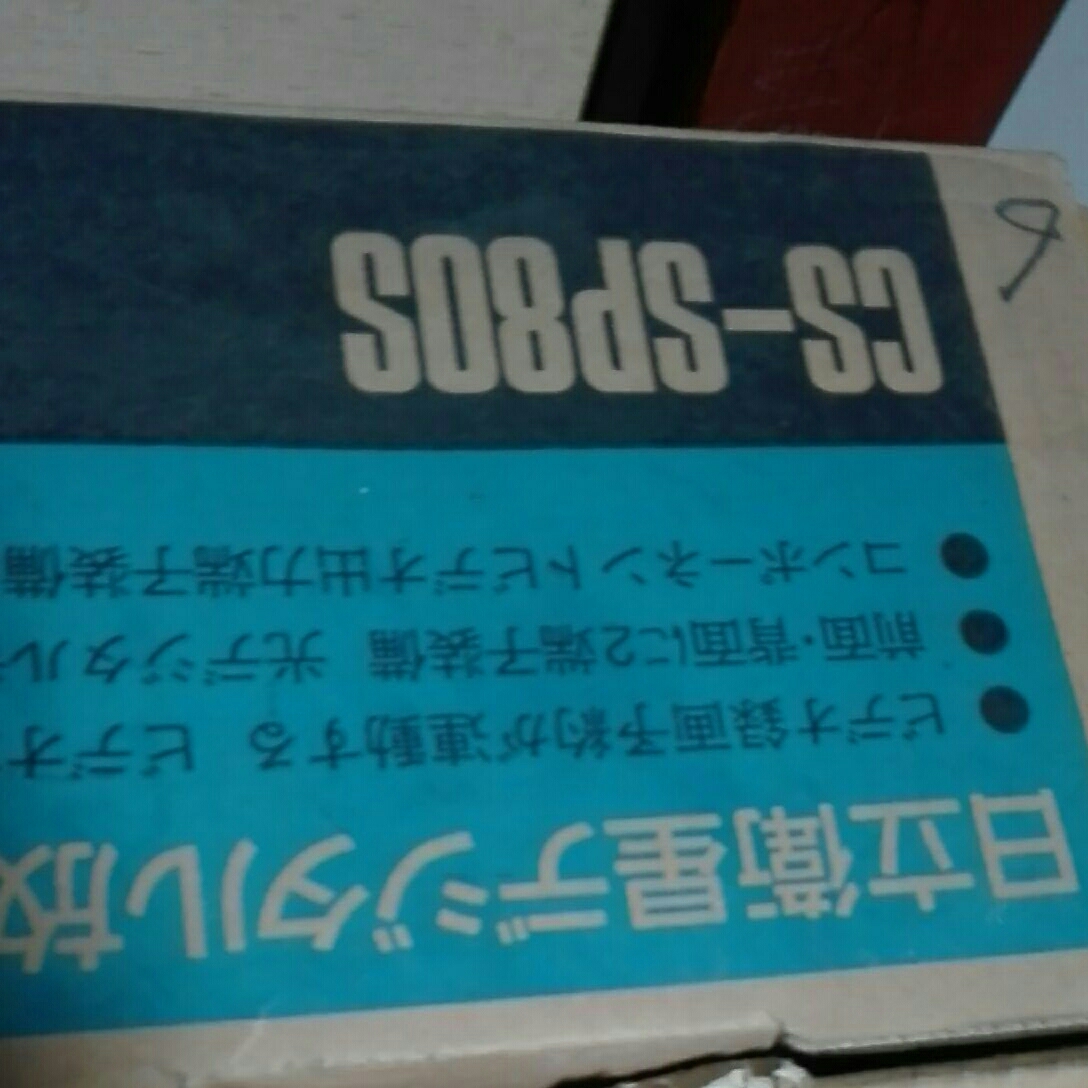 日立衛星デジタル放
ビデオ録画予約が連動する ビデオ
前面・背面に2端子装備 光デジタル
コンポーネントビデオ出力端子装備
CS-SP80S